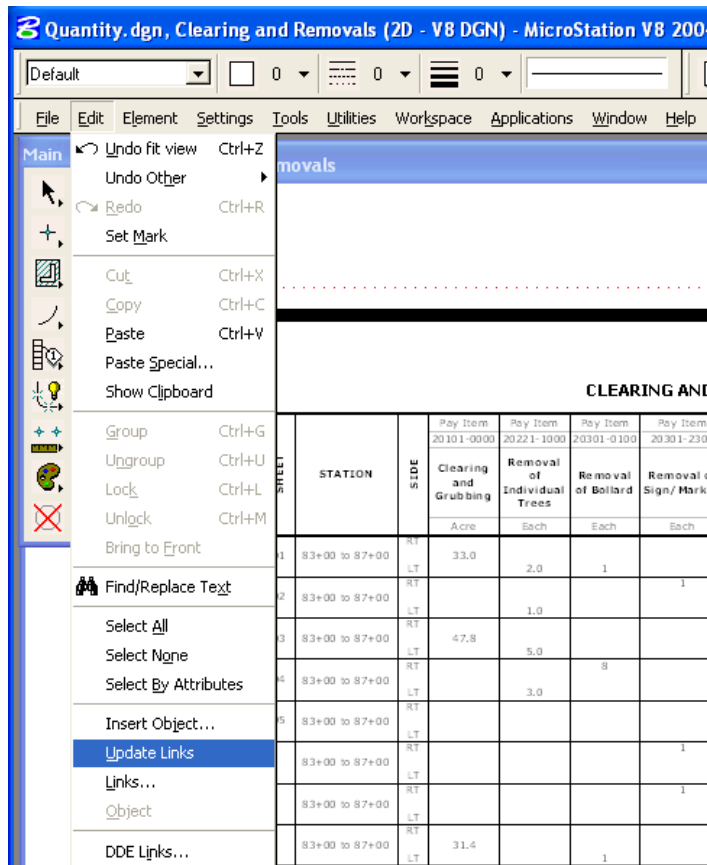 Quantity.dgn, Clearing and Removals (2D - V8 DGN) - MicroStation V8 200
Default 0 0 0
File Edit Element Settings Tools Utilities Workspace Applications Window Help
Main
movals
Undo fit view Ctrl+Z
Undo Other
Redo Ctrl+R
Set Mark
Cut Ctrl+X
Copy Ctrl+C
Paste Ctrl+V
Paste Special...
Show Clipboard
Group Ctrl+G
Ungroup Ctrl+U
Lock Ctrl+L
Unlock Ctrl+M
Bring to Front
Find/Replace Text
Select All
Select None
Select By Attributes
Insert Object...
Update Links
Links...
Object
DDE Links...
CLEARING AND
Pay Item Pay Item Pay Item Pay Item
20101-0000 20221-1000 20301-0100 20301-230
SHEET
STATION
SIDE
Clearing
and
Grubbing
Removal
of
Individual
Trees
Removal
of Bollard
Removal
Sign/Mark
Acre Each Each Each
1 83+00 to 87+00 RT 33.0
LT 2.0 1
2 83+00 to 87+00 RT 1
LT 1.0
3 83+00 to 87+00 RT 47.8
LT 5.0
4 83+00 to 87+00 RT 8
LT 3.0
5 83+00 to 87+00 RT
LT
83+00 to 87+00 RT 1
LT
83+00 to 87+00 RT 1
LT
83+00 to 87+00 RT 31.4
LT 1